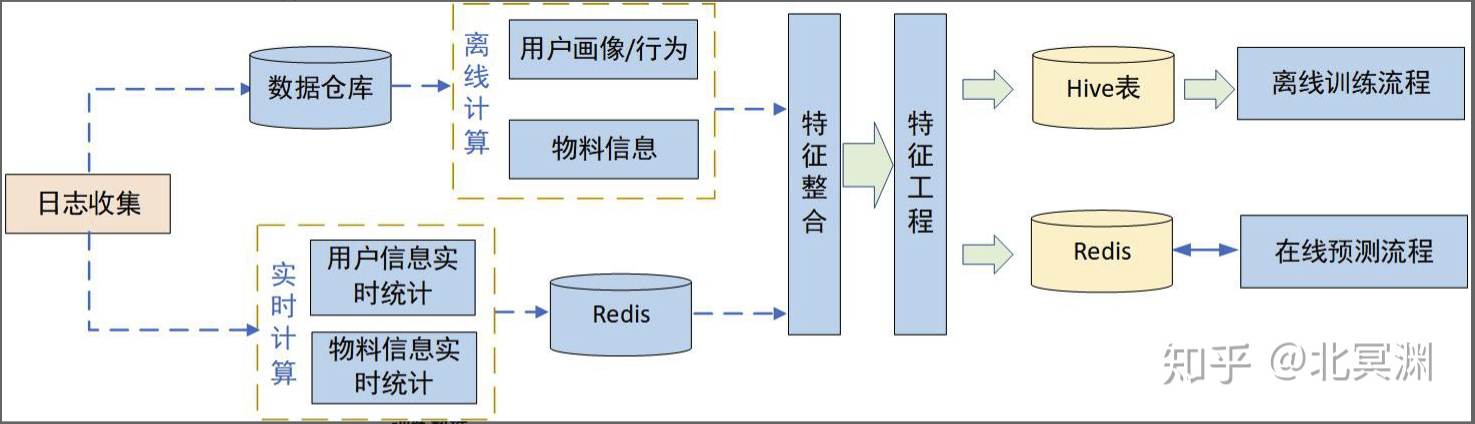 离线计算
用户画像/行为
物料信息
数据仓库
日志收集
实时计算
用户信息实
时统计
物料信息实
时统计
Redis
特征整合
特征工程
Hive表
离线训练流程
Redis
在线预测流程
知乎 @北冥渊